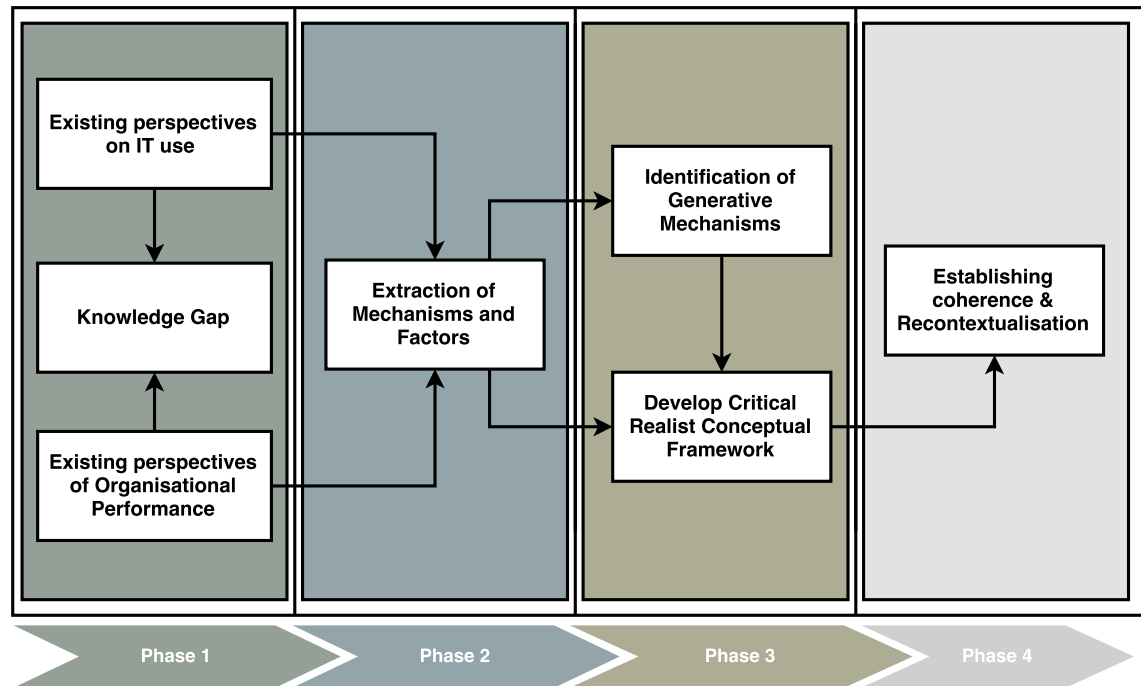 Existing perspectives
on IT use
Knowledge Gap
Existing perspectives
of Organisational
Performance
Extraction of
Mechanisms and
Factors
Identification of
Generative
Mechanisms
Develop Critical
Realist Conceptual
Framework
Establishing
coherence &
Recontextualisation
Phase 1
Phase 2
Phase 3
Phase 4